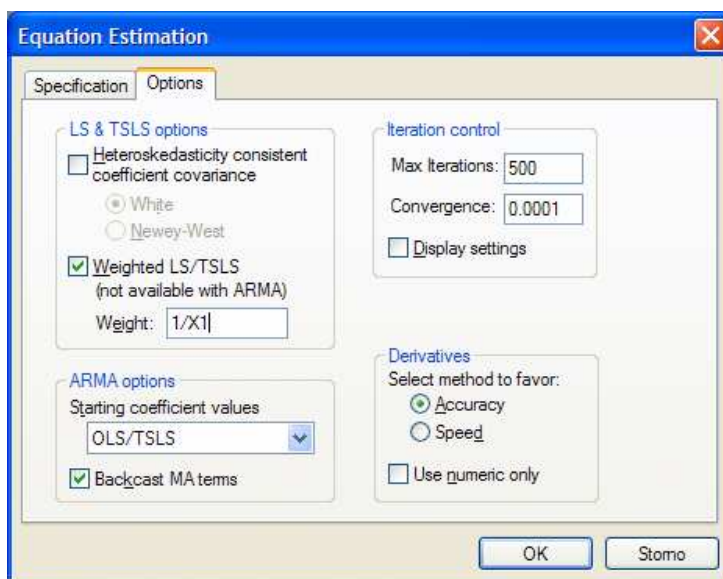 Equation Estimation
Specification
Options
LS & TSLS options
Heteroskedasticity consistent
coefficient covariance
White
Newey-West
Weighted LS/TSLS
(not available with ARMA)
Weight: 1/X1
ARMA options
Starting coefficient values
OLS/TSLS
Backcast MA terms
Iteration control
Max Iterations: 500
Convergence: 0.0001
Display settings
Derivatives
Select method to favor:
Accuracy
Speed
Use numeric only
OK
Storno